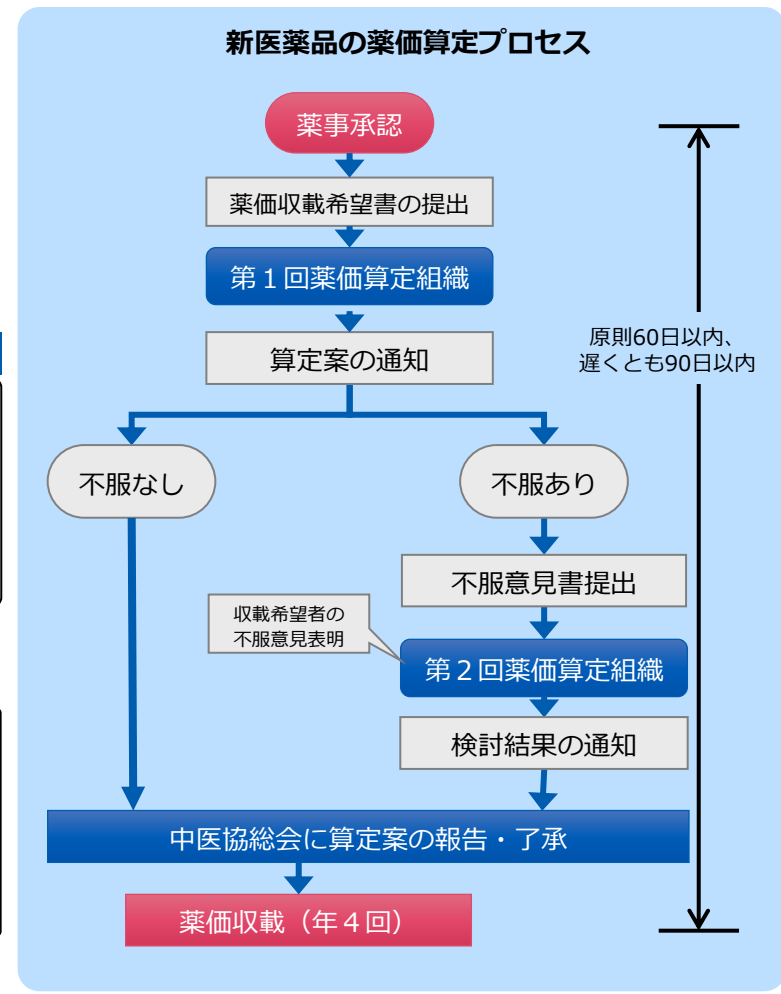 新医薬品の薬価算定プロセス
薬事承認
薬価収載希望書の提出
第１回薬価算定組織
算定案の通知
原則60日以内、
遅くとも90日以内
不服なし
不服あり
不服意見書提出
収載希望者の
不服意見表明
第２回薬価算定組織
検討結果の通知
中医協総会に算定案の報告・了承
薬価収載（年４回）